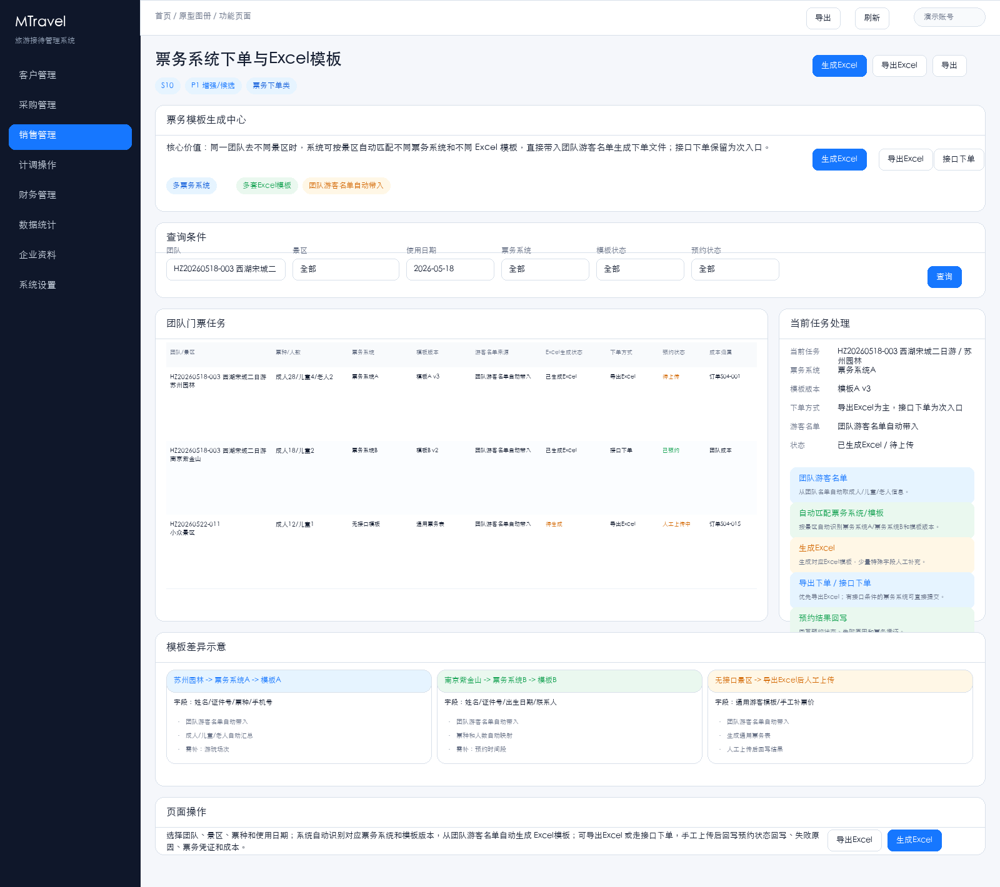 MTravel
旅游接待管理系统
客户管理
采购管理
销售管理
计调操作
财务管理
数据统计
企业资料
系统设置
首页 / 原型图册 / 功能页面
导出
刷新
演示账号
票务系统下单与Excel模板
生成Excel
导出Excel
导出
S10
P1 增强/候选
票务下单类
票务模板生成中心
核心价值：同一团队去不同景区时，系统可按景区自动匹配不同票务系统和不同 Excel 模板，直接带入团队游客名单生成下单文件；接口下单保留为次入口。
生成Excel
导出Excel
接口下单
多票务系统
多套Excel模板
团队游客名单自动带入
查询条件
团队
景区
使用日期
票务系统
模板状态
预约状态
HZ20260518-003 西湖宋城二
全部
2026-05-18
全部
全部
全部
查询
团队门票任务
团队/景区
票种/人数
票务系统
模板版本
游客名单来源
Excel生成状态
下单方式
预约状态
成本归属
HZ20260518-003 西湖宋城二日游
苏州园林
成人28/儿童4/老人2
票务系统A
模板A v3
团队游客名单自动带入
已生成Excel
导出Excel
待上传
订单S04-001
HZ20260518-003 西湖宋城二日游
南京紫金山
成人18/儿童2
票务系统B
模板B v2
团队游客名单自动带入
已生成Excel
接口下单
已预约
团队成本
HZ20260522-011
小众景区
成人12/儿童1
无接口模板
通用票务表
团队游客名单自动带入
待生成
导出Excel
人工上传中
订单S04-015
当前任务处理
当前任务
HZ20260518-003 西湖宋城二日游 / 苏
州园林
票务系统
票务系统A
模板版本
模板A v3
下单方式
导出Excel为主，接口下单为次入口
游客名单
团队游客名单自动带入
状态
已生成Excel / 待上传
团队游客名单
从团队名单自动取成人/儿童/老人信息。
自动匹配票务系统/模板
按景区自动识别票务系统A/票务系统B和模板版本。
生成Excel
生成对应Excel模板，少量特殊字段人工补充。
导出下单 / 接口下单
优先导出Excel；有接口条件的票务系统可直接提交。
预约结果回写
回写预约状态、失败原因和票务凭证。
模板差异示意
苏州园林 -> 票务系统A -> 模板A
字段：姓名/证件号/票种/手机号
· 团队游客名单自动带入
· 成人/儿童/老人自动汇总
· 需补：游玩场次
南京紫金山 -> 票务系统B -> 模板B
字段：姓名/证件号/出生日期/联系人
· 团队游客名单自动带入
· 票种和人数自动映射
· 需补：预约时间段
无接口景区 -> 导出Excel后人工上传
字段：通用游客模板/手工补票价
· 团队游客名单自动带入
· 生成通用票务表
· 人工上传后回写结果
页面操作
选择团队、景区、票种和使用日期；系统自动识别对应票务系统和模板版本，从团队游客名单自动生成 Excel模板；可导出Excel 或走接口下单，手工上传后回写预约状态回写、失败原
因、票务凭证和成本。
导出Excel
生成Excel